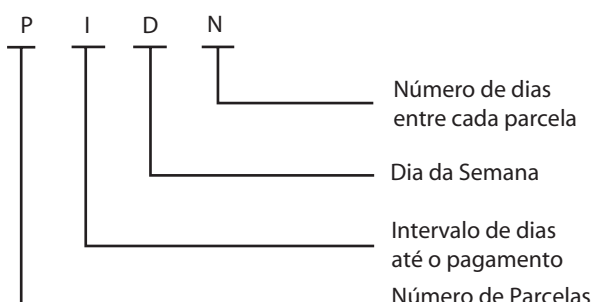 P I D N
Número de dias
entre cada parcela
Dia da Semana
Intervalo de dias
até o pagamento
Número de Parcelas